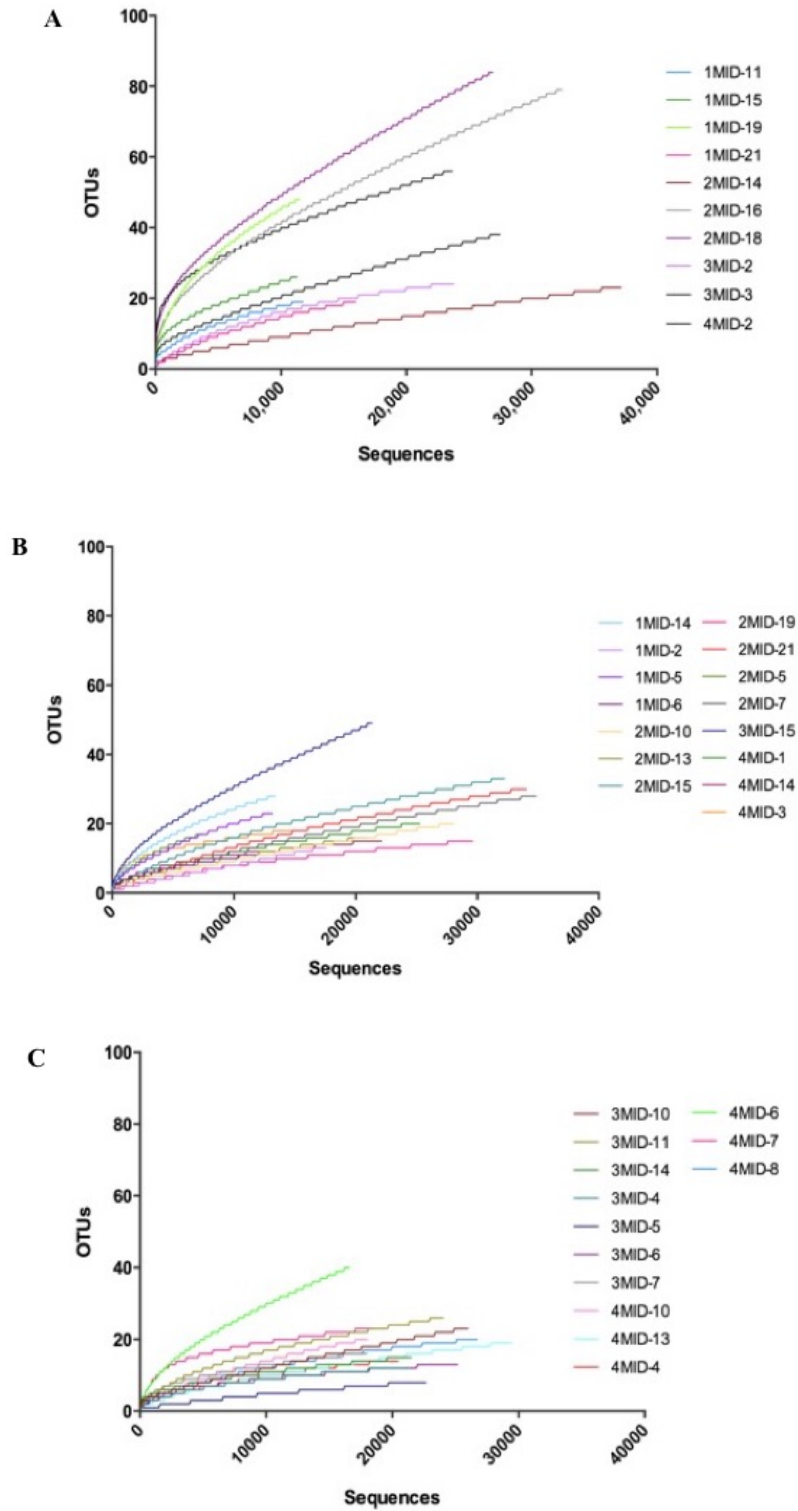 A
100
80
60
40
20
0
OTUs
0
10,000
20,000
30,000
40,000
Sequences
1MID-11
1MID-15
1MID-19
1MID-21
2MID-14
2MID-16
2MID-18
3MID-2
3MID-3
4MID-2
B
100
80
60
40
20
0
OTUs
0
10000
20000
30000
40000
Sequences
1MID-14
1MID-2
1MID-5
1MID-6
2MID-10
2MID-13
2MID-15
2MID-19
2MID-21
2MID-5
2MID-7
3MID-15
4MID-1
4MID-14
4MID-3
C
100
80
60
40
20
0
OTUs
0
10000
20000
30000
40000
Sequences
3MID-10
3MID-11
3MID-14
3MID-4
3MID-5
3MID-6
3MID-7
4MID-10
4MID-13
4MID-4
4MID-6
4MID-7
4MID-8